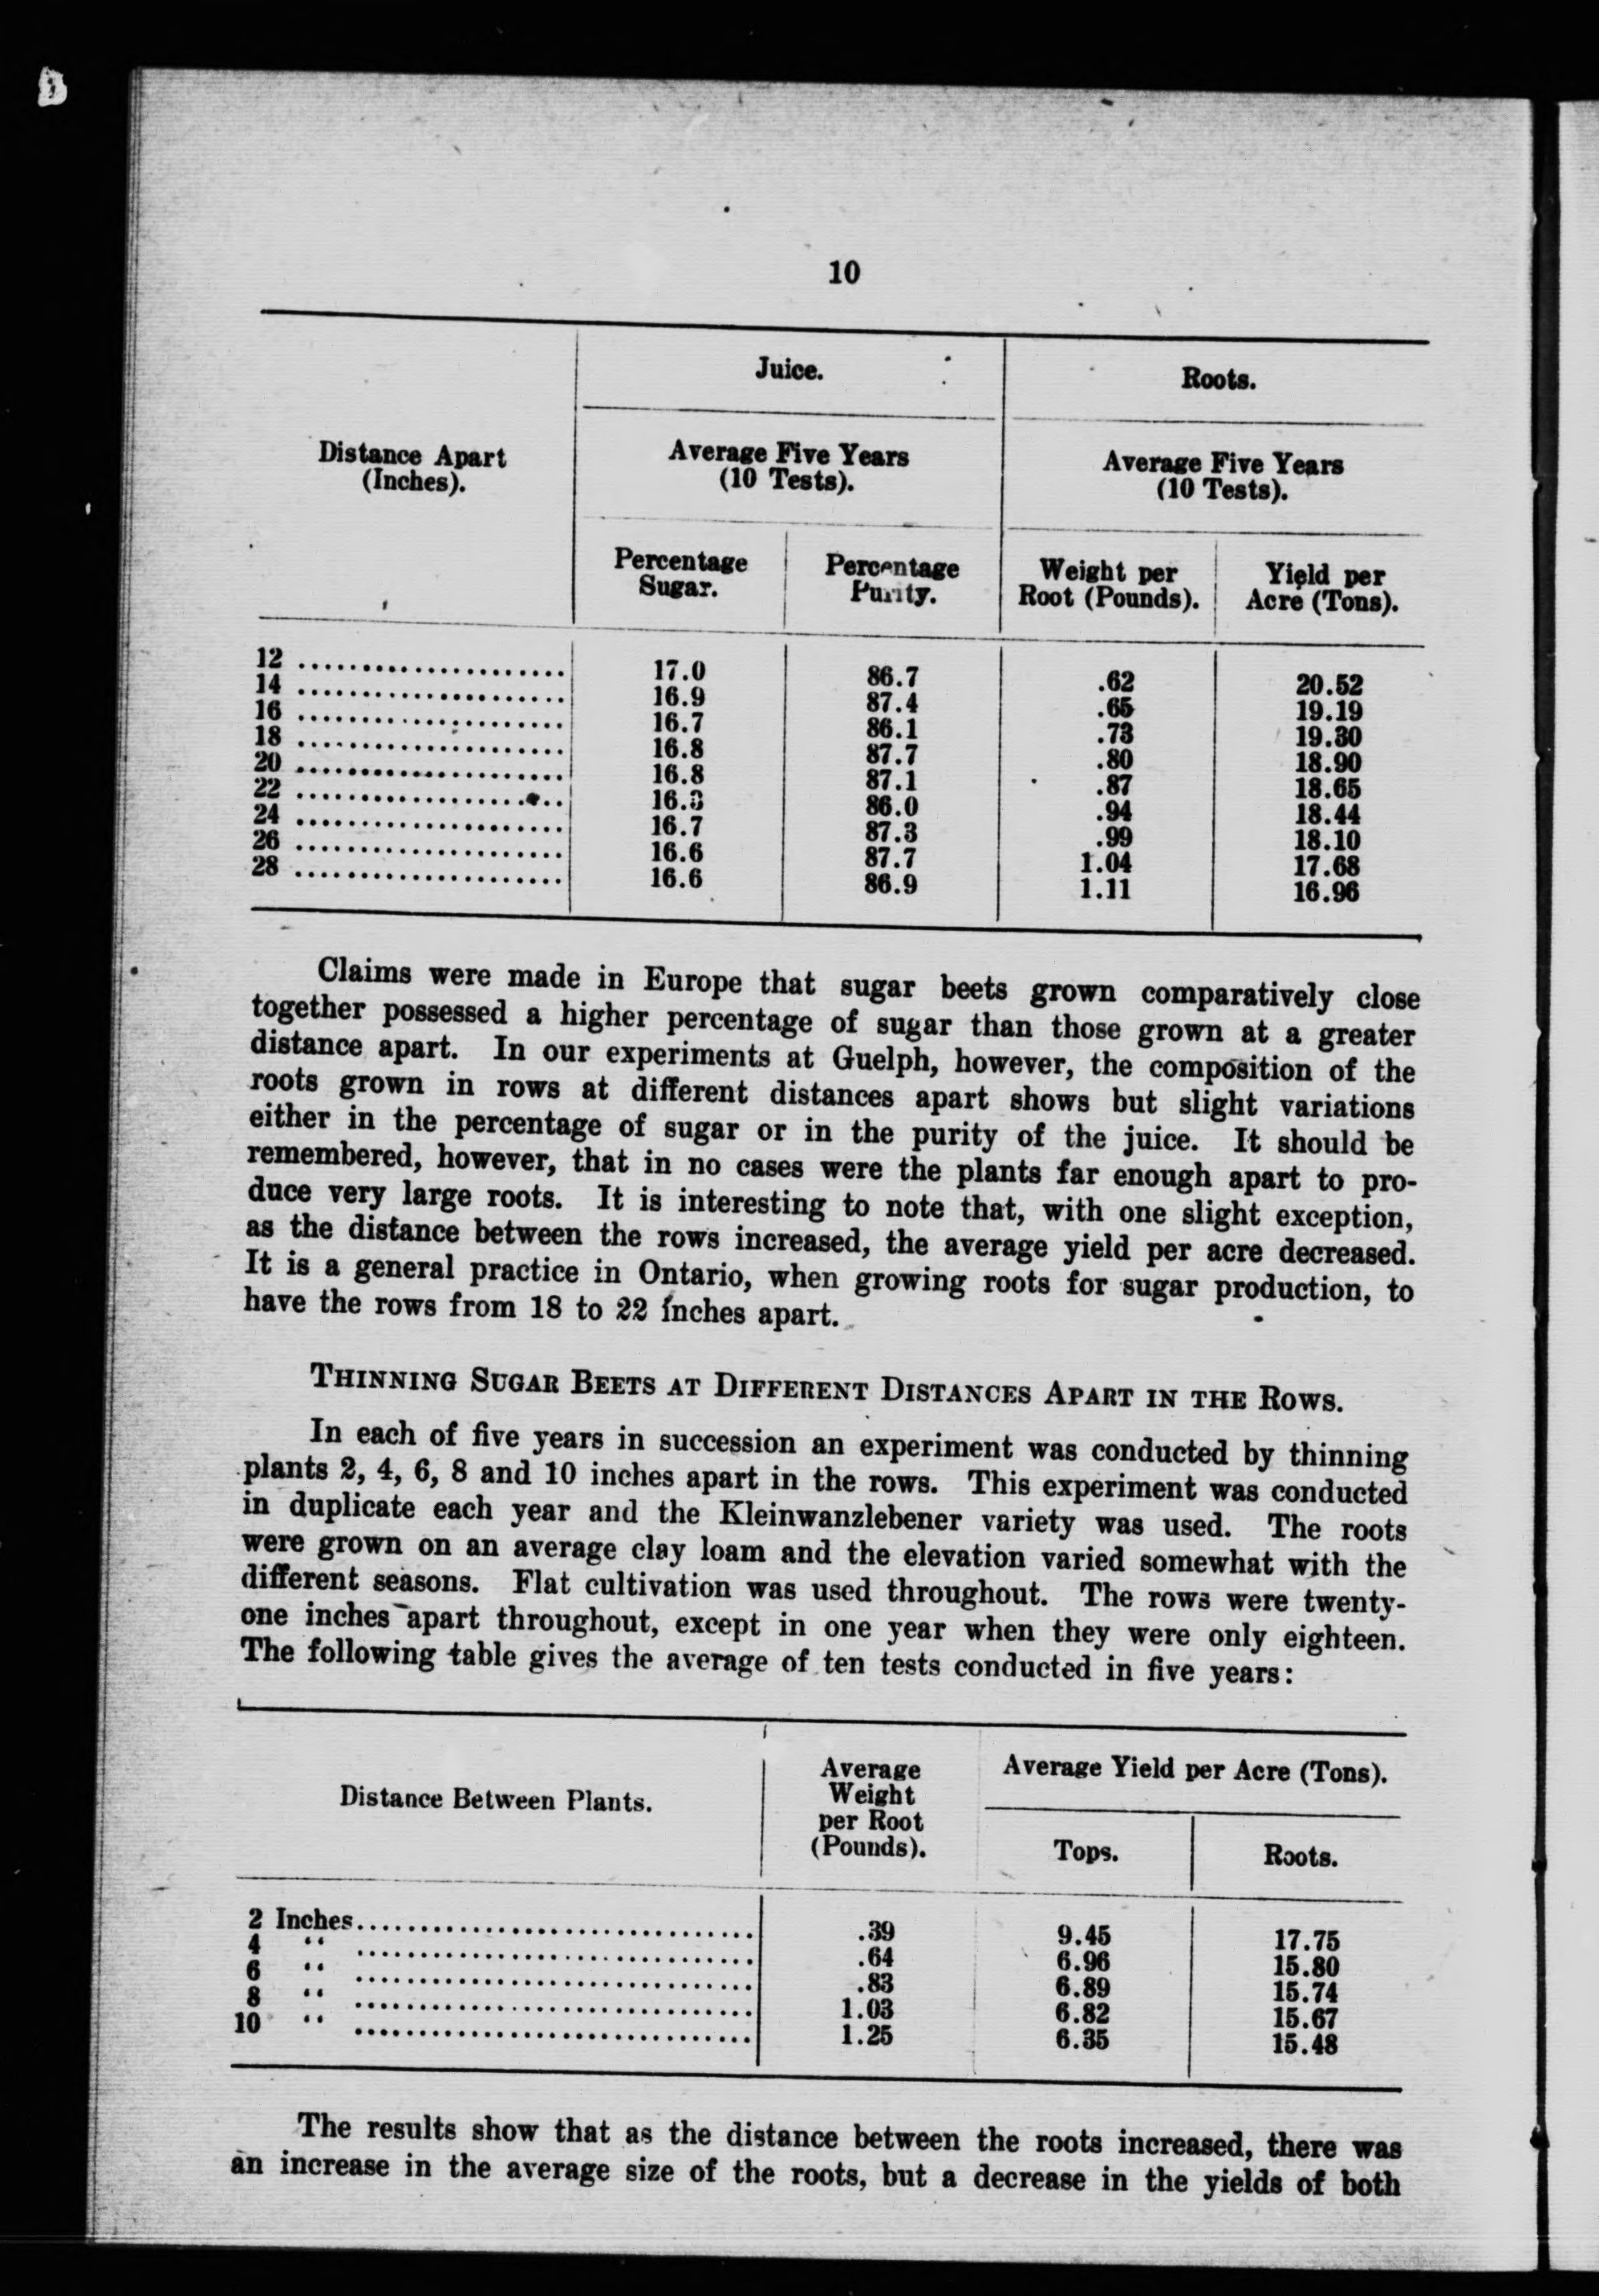 10
Juice. Roots.
Distance Apart
(Inches).
Average Five Years
(10 Tests).
Average Five Years
(10 Tests).
Percentage
Sugar.
Percentage
Purity.
Weight per
Root (Pounds).
Yield per
Acre (Tons).
12 ..................... 17.0 86.7 .62 20.52
14 ..................... 16.9 87.4 .65 19.19
16 ..................... 16.7 86.1 .73 19.30
18 ..................... 16.8 87.7 .80 18.90
20 ..................... 16.8 87.1 .87 18.65
22 ..................... 86.0 .94 18.44
24 ..................... 16.7 87.3 .99 18.10
26 ..................... 16.6 87.7 1.04 17.68
28 ..................... 16.6 86.9 1.11 16.96
Claims were made in Europe that sugar beets grown comparatively close
together possessed a higher percentage of sugar than those grown at a greater
distance apart. In our experiments at Guelph, however, the composition of the
roots grown in rows at different distances apart shows but slight variations
either in the percentage of sugar or in the purity of the juice. It should be
remembered, however, that in no cases were the plants far enough apart to pro-
duce very large roots. It is interesting to note that, with one slight exception,
as the distance between the rows increased, the average yield per acre decreased.
It is a general practice in Ontario, when growing roots for sugar production, to
have the rows from 18 to 22 inches apart.
THINNING SUGAR BEETS AT DIFFERENT DISTANCES APART IN THE ROWS.
In each of five years in succession an experiment was conducted by thinning
plants 2, 4, 6, 8 and 10 inches apart in the rows. This experiment was conducted
in duplicate each year and the Kleinwanzlebener variety was used. The roots
were grown on an average clay loam and the elevation varied somewhat with the
different seasons. Flat cultivation was used throughout. The rows were twenty-
one inches apart throughout, except in one year when they were only eighteen.
The following table gives the average of ten tests conducted in five years:
Distance Between Plants.
Average
Weight
per Root
(Pounds).
Average Yield per Acre (Tons).
Tops. Roots.
2 Inches............................... .39 9.45 17.75
4 “ ............................... .64 6.96 15.80
6 “ ............................... .83 6.89 15.74
8 “ ............................... 1.03 6.82 15.67
10 “ ............................... 1.25 6.35 15.48
The results show that as the distance between the roots increased, there was
an increase in the average size of the roots, but a decrease in the yields of both